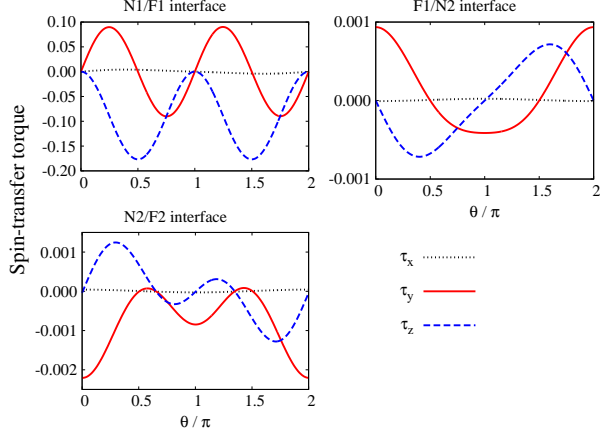 N1/F1 interface
0.10
0.05
0.00
-0.05
-0.10
-0.15
-0.20
0 0.5 1 1.5 2
F1/N2 interface
0.001
0.000
-0.001
0 0.5 1 1.5 2
θ / π
Spin-transfer torque
N2/F2 interface
0.001
0.000
-0.001
-0.002
0 0.5 1 1.5 2
θ / π
τx
τy
τz